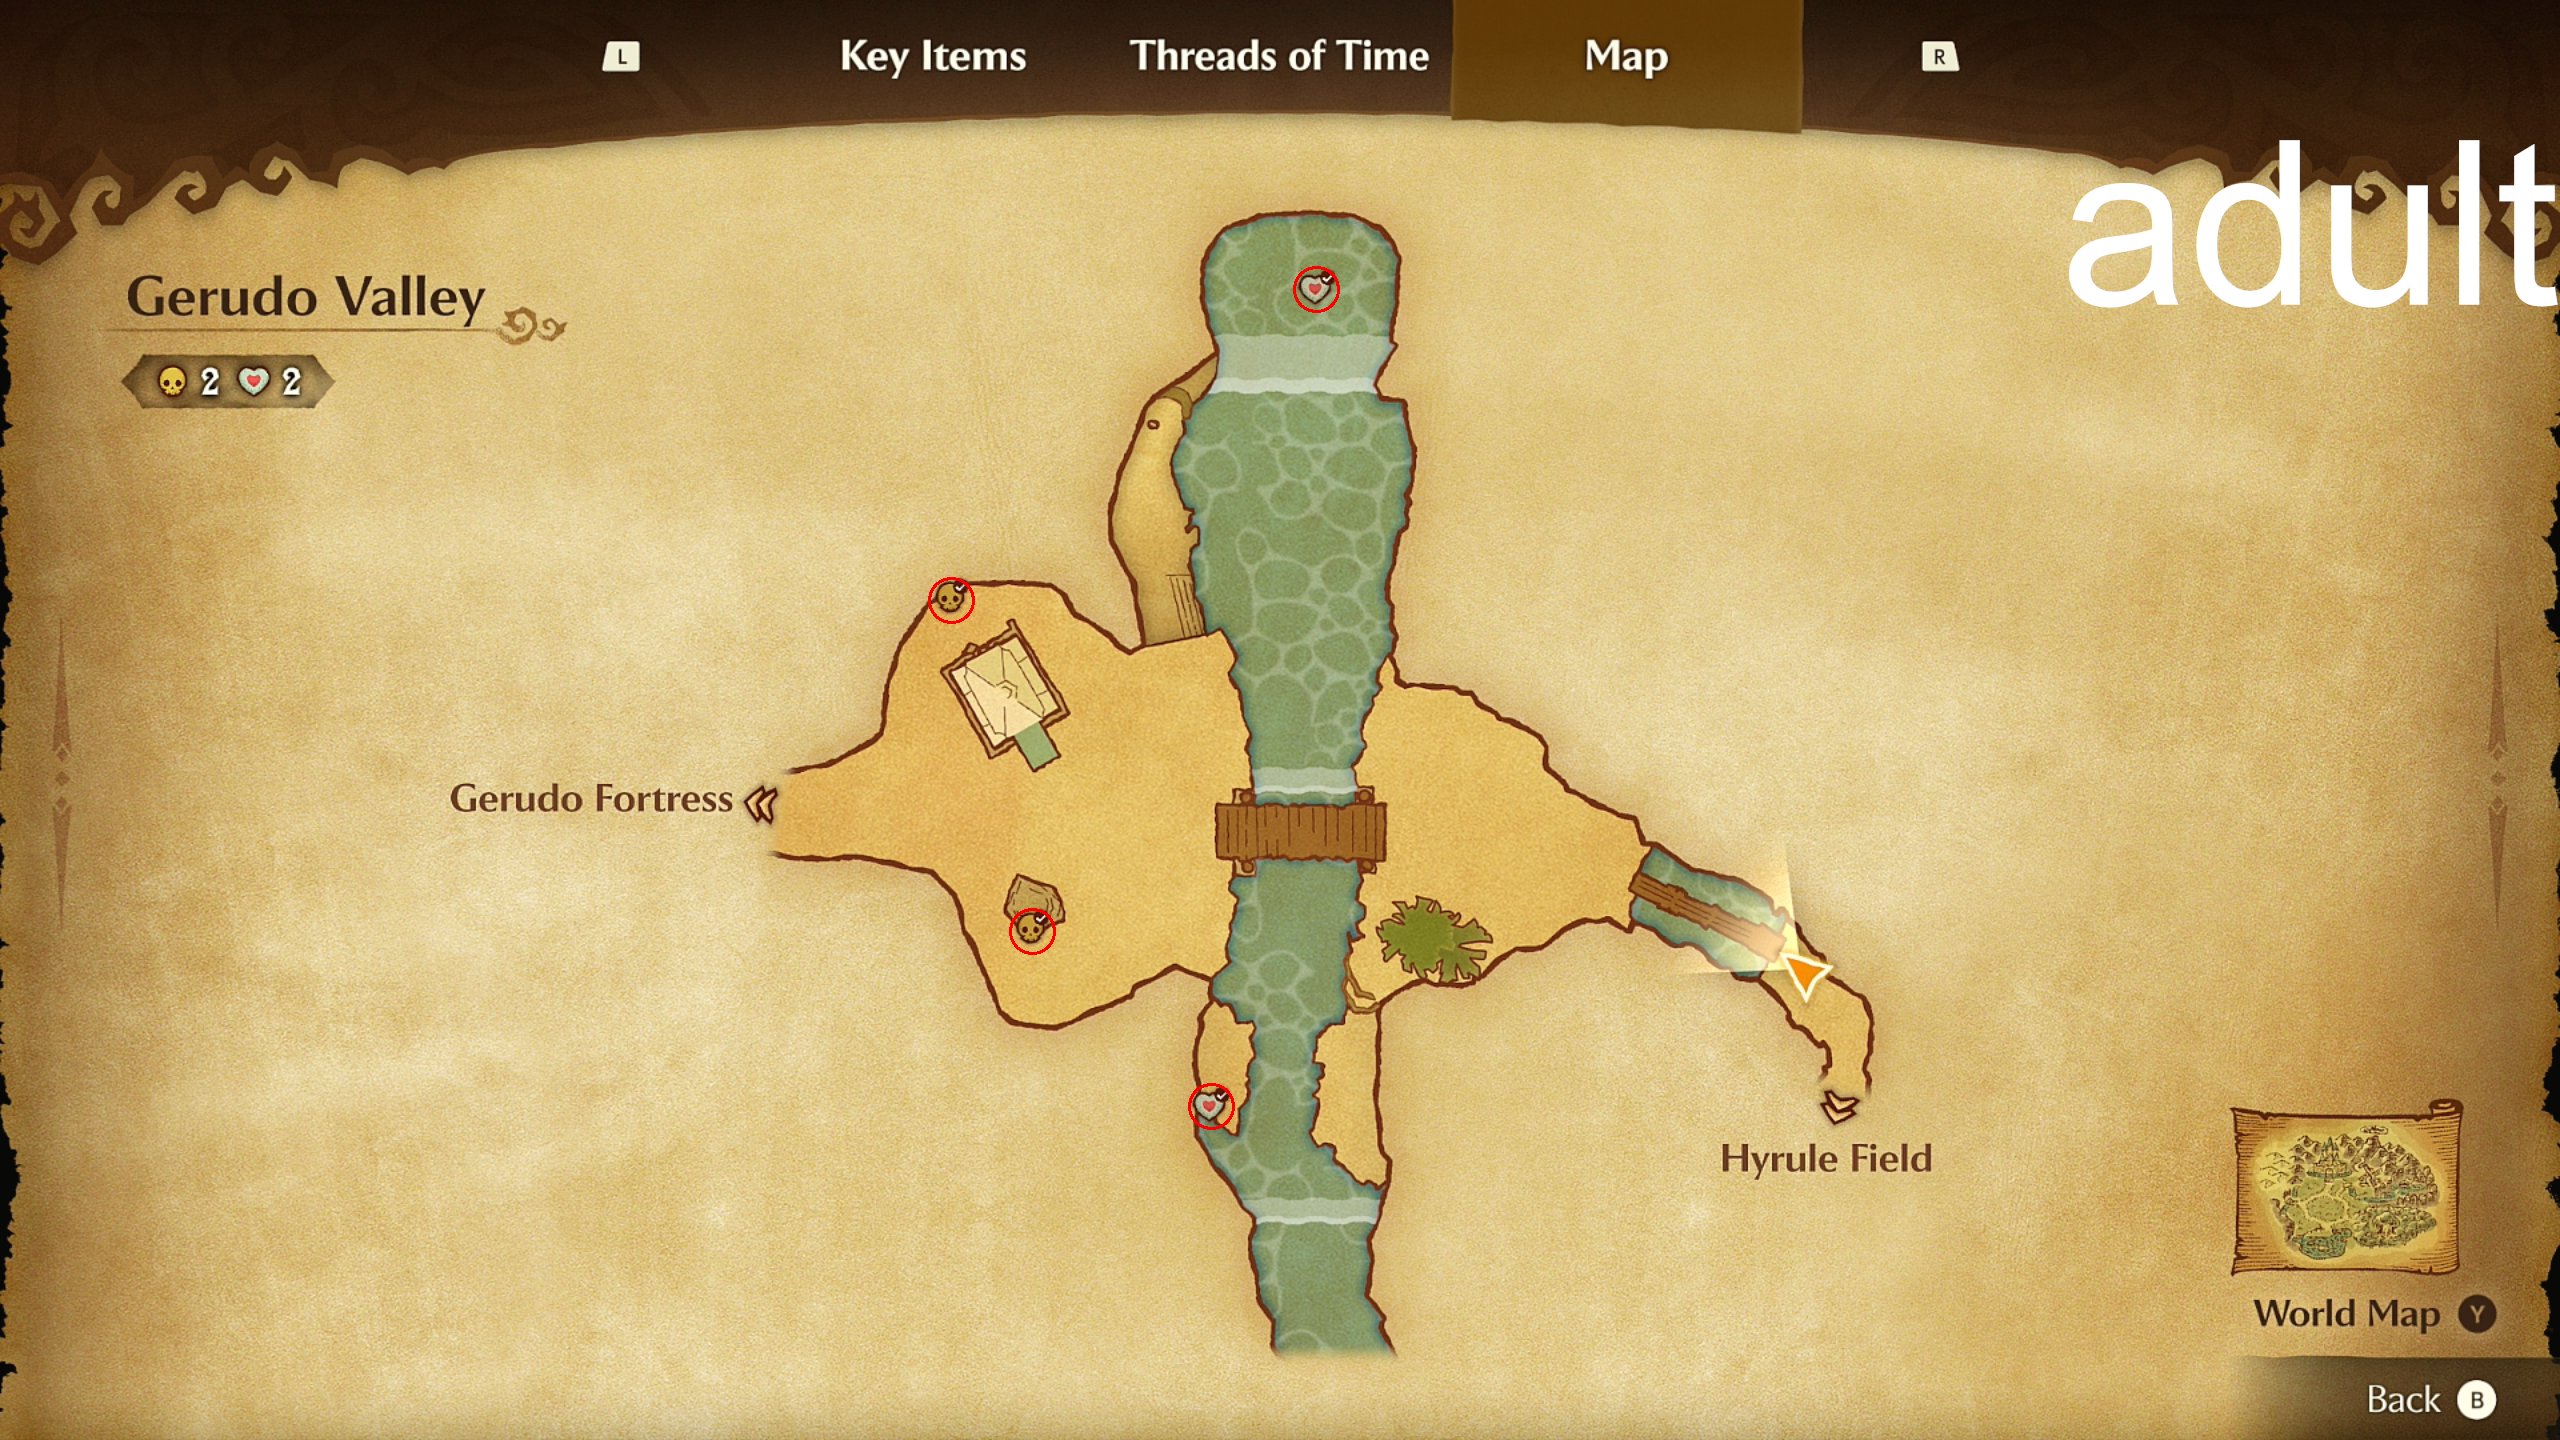 L Key Items Threads of Time Map R
adult
Gerudo Valley
2 2
Gerudo Fortress
Hyrule Field
World Map Y
Back B